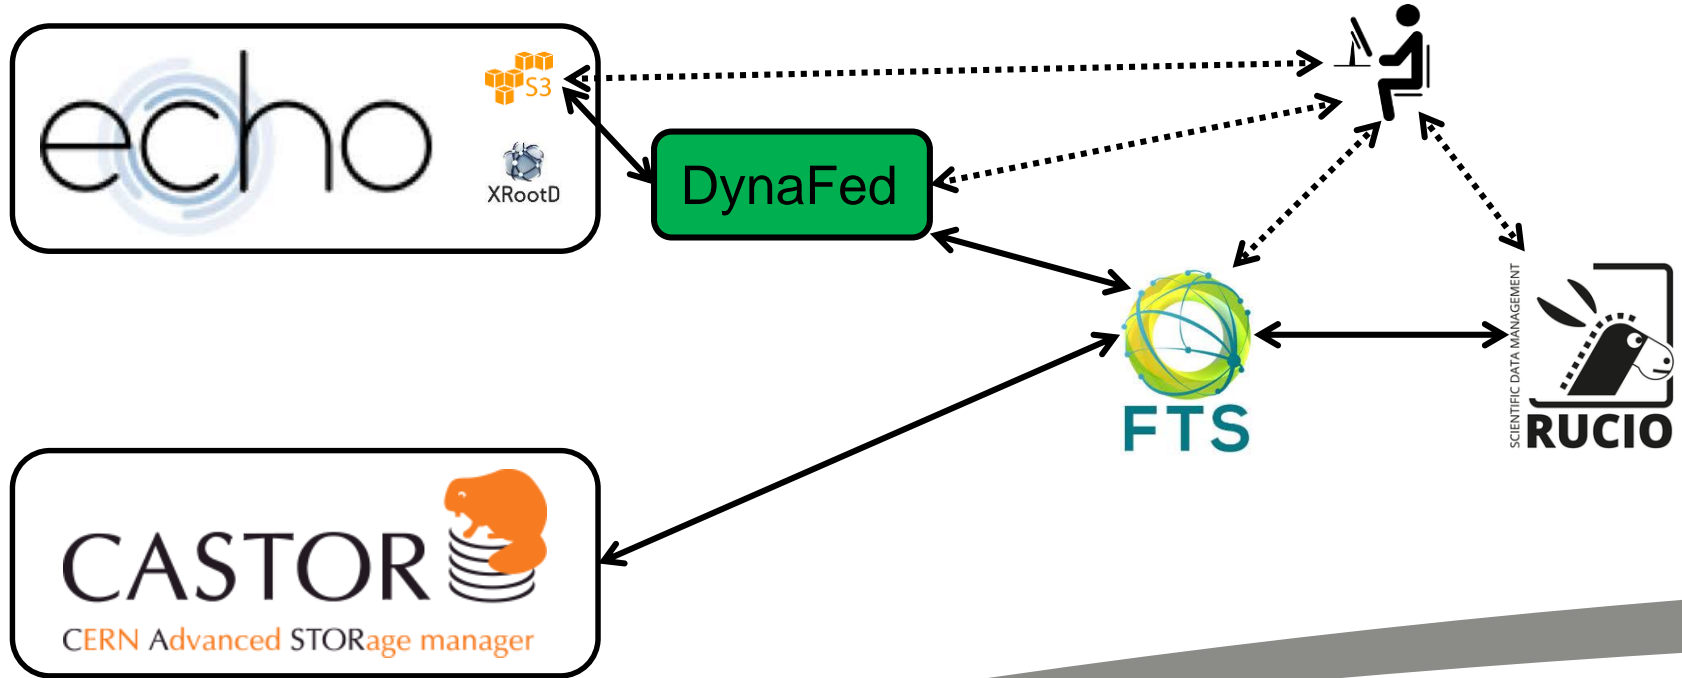 echo
S3
XRootD
DynaFed
FTS
SCIENTIFIC DATA MANAGEMENT
RUCIO
CASTOR
CERN Advanced STORage manager